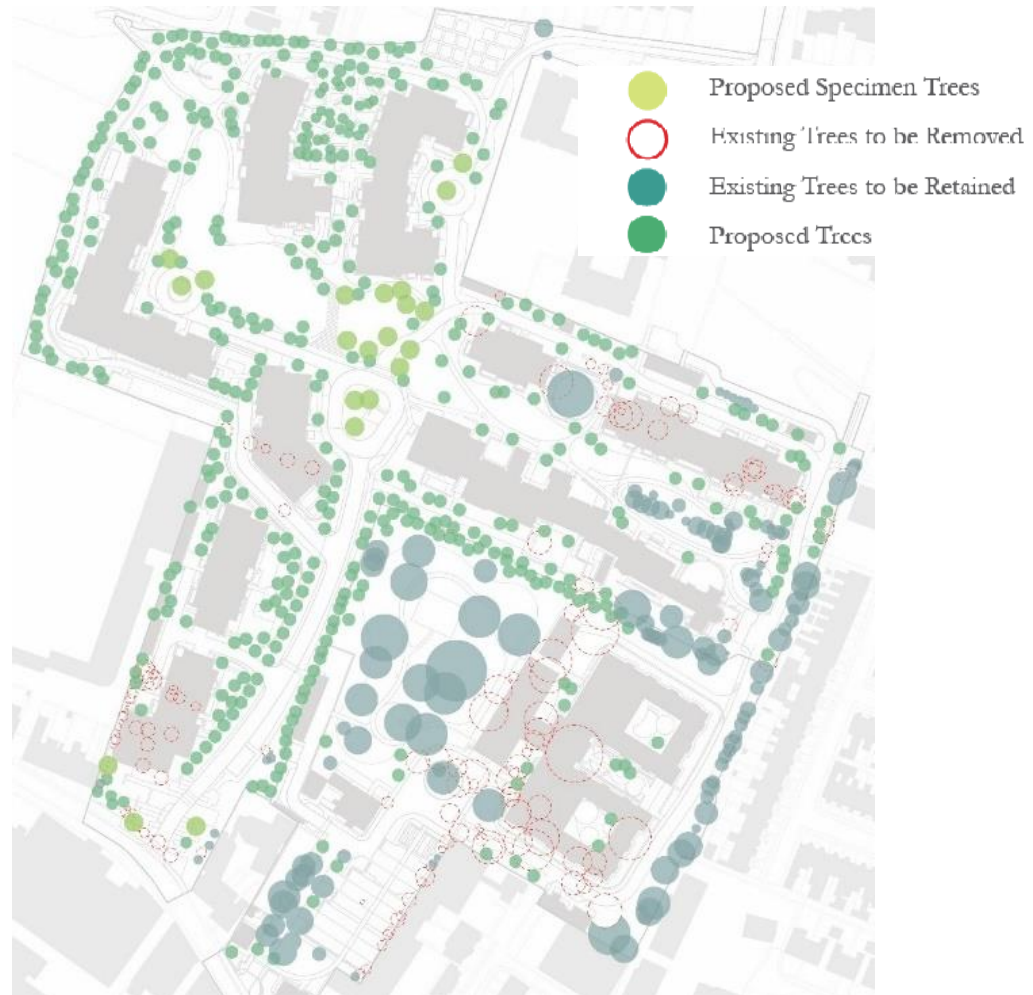 Proposed Specimen Trees
Existing Trees to be Removed
Existing Trees to be Retained
Proposed Trees